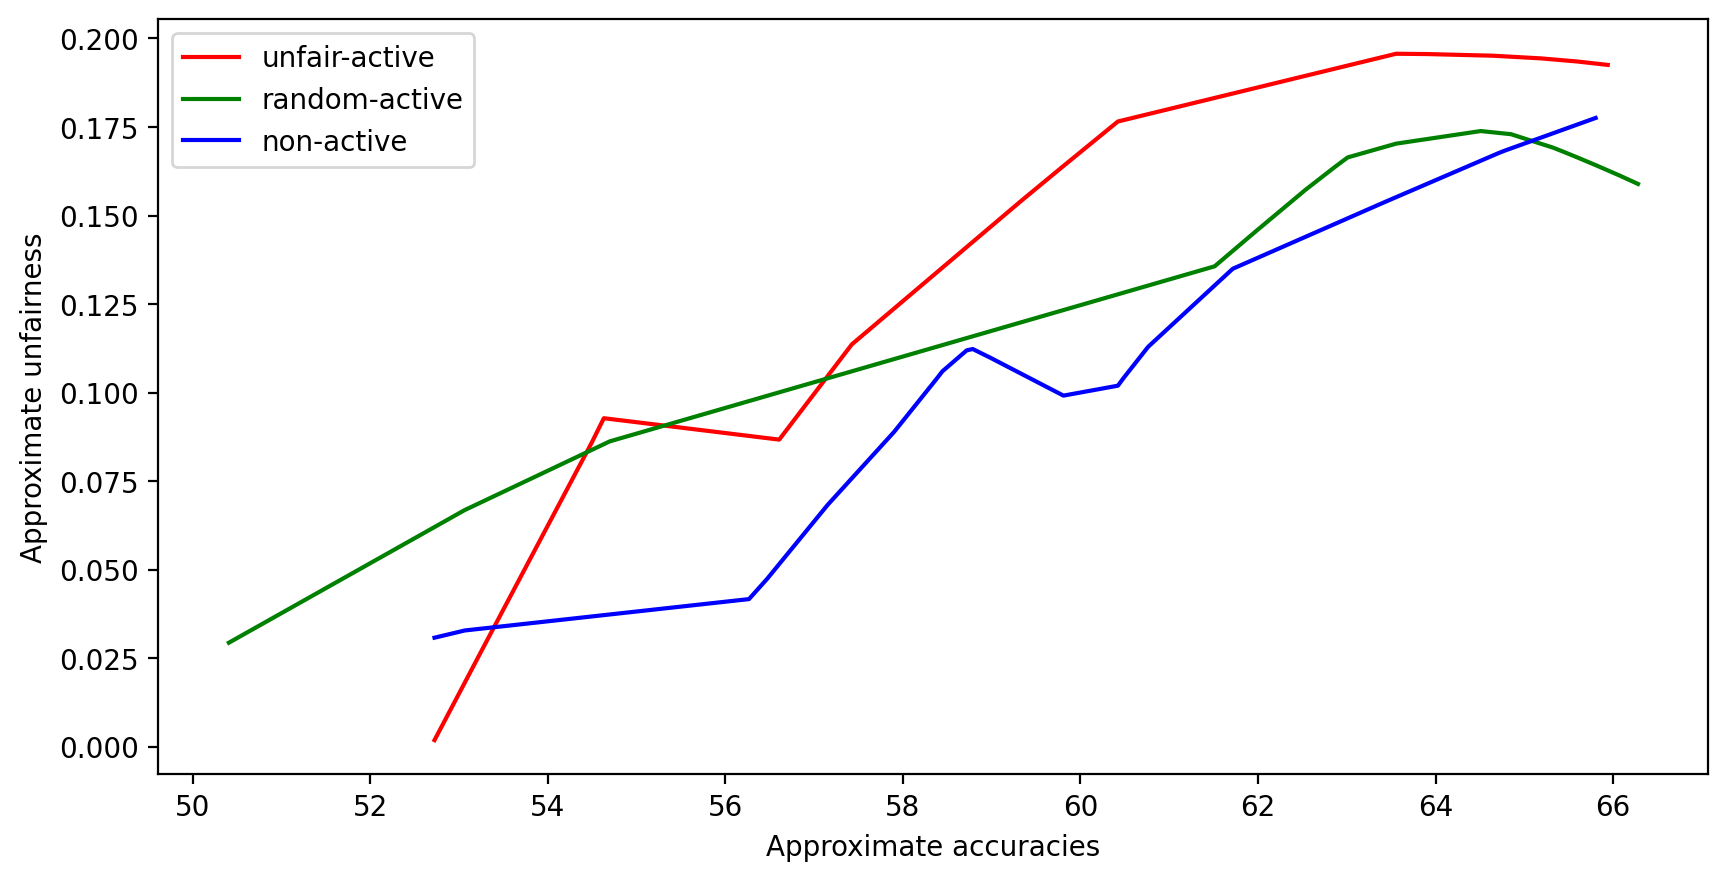 unfair-active
random-active
non-active
Approximate unfairness
0.200
0.175
0.150
0.125
0.100
0.075
0.050
0.025
0.000
50 52 54 56 58 60 62 64 66
Approximate accuracies